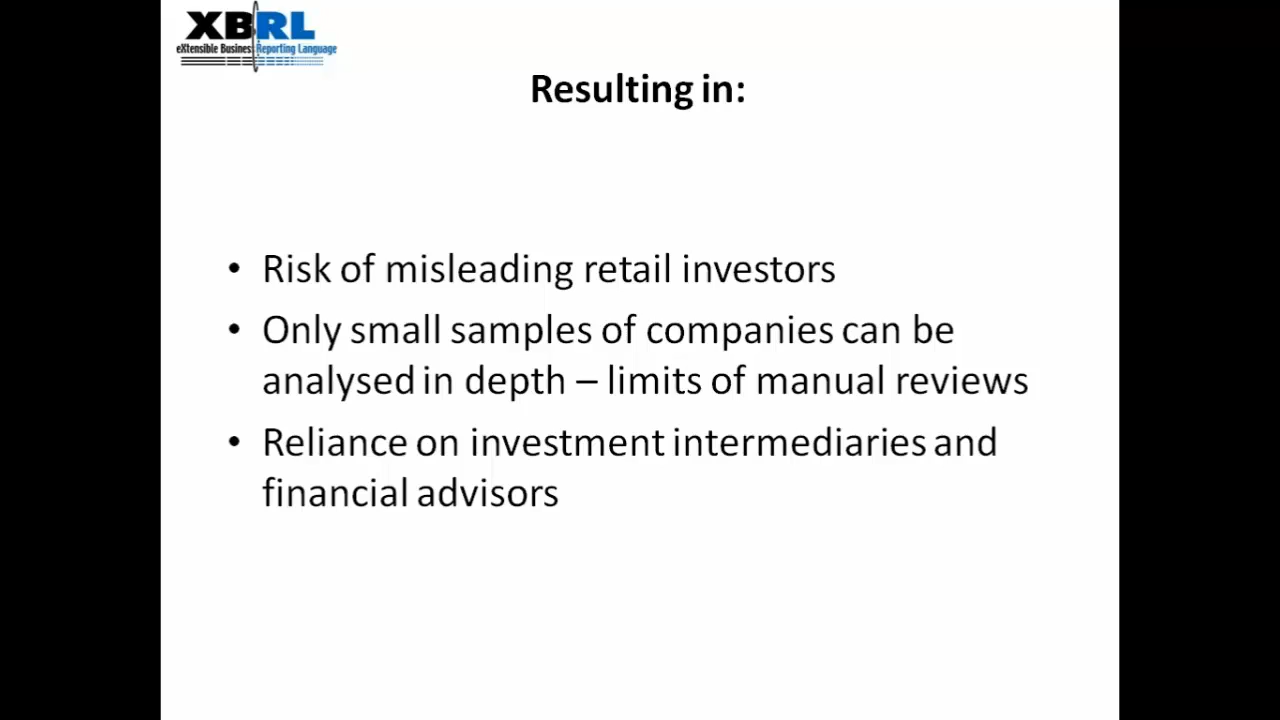 XBRL
eXtensible Business Reporting Language
Resulting in:
• Risk of misleading retail investors
• Only small samples of companies can be
analysed in depth – limits of manual reviews
• Reliance on investment intermediaries and
financial advisors